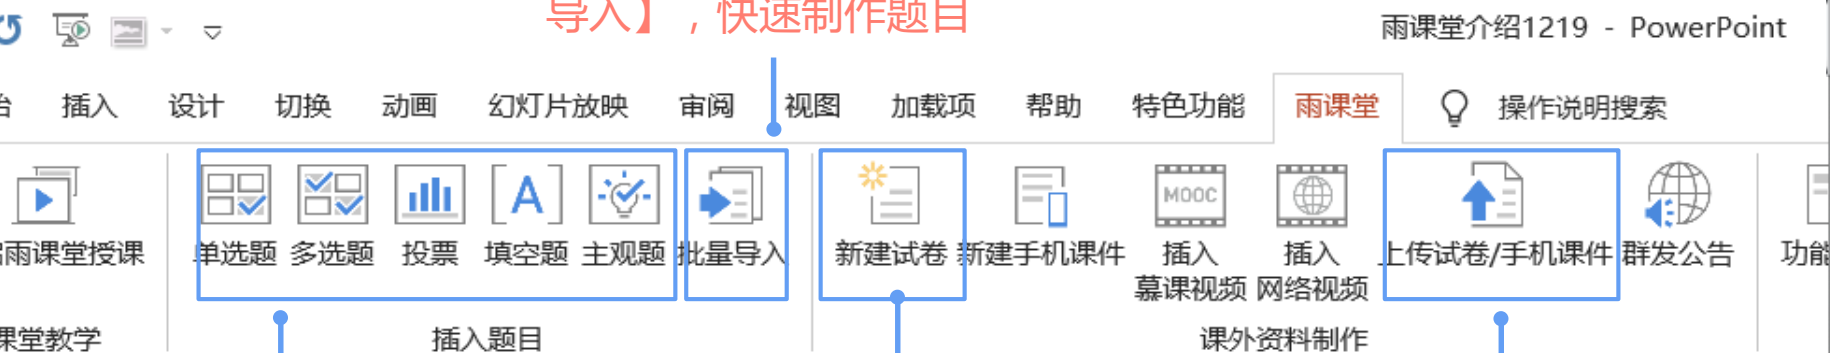 导入】，快速制作题目
雨课堂介绍1219 - PowerPoint
插入 设计 切换 动画 幻灯片放映 审阅 视图 加载项 帮助 特色功能 雨课堂 操作说明搜索
MOOC
雨课堂授课 单选题 多选题 投票 填空题 主观题 批量导入 新建试卷 新建手机课件 插入 插入 上传试卷/手机课件 群发公告 功能
慕课视频 网络视频
课堂教学 插入题目 课外资料制作